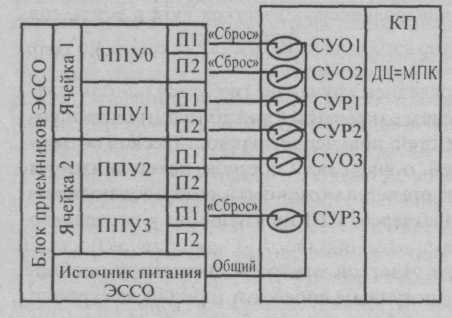 КП
ДЦ=МПК
Блок приемников ЭССО
Ячейка 1
Ячейка 2
ППУ0
П1
«Сброс»
СУО1
П2
«Сброс»
СУО2
ППУ1
П1
СУР1
П2
СУР2
ППУ2
П1
СУО3
П2
ППУ3
П1
«Сброс»
СУР3
П2
Источник питания
ЭССО
Общий